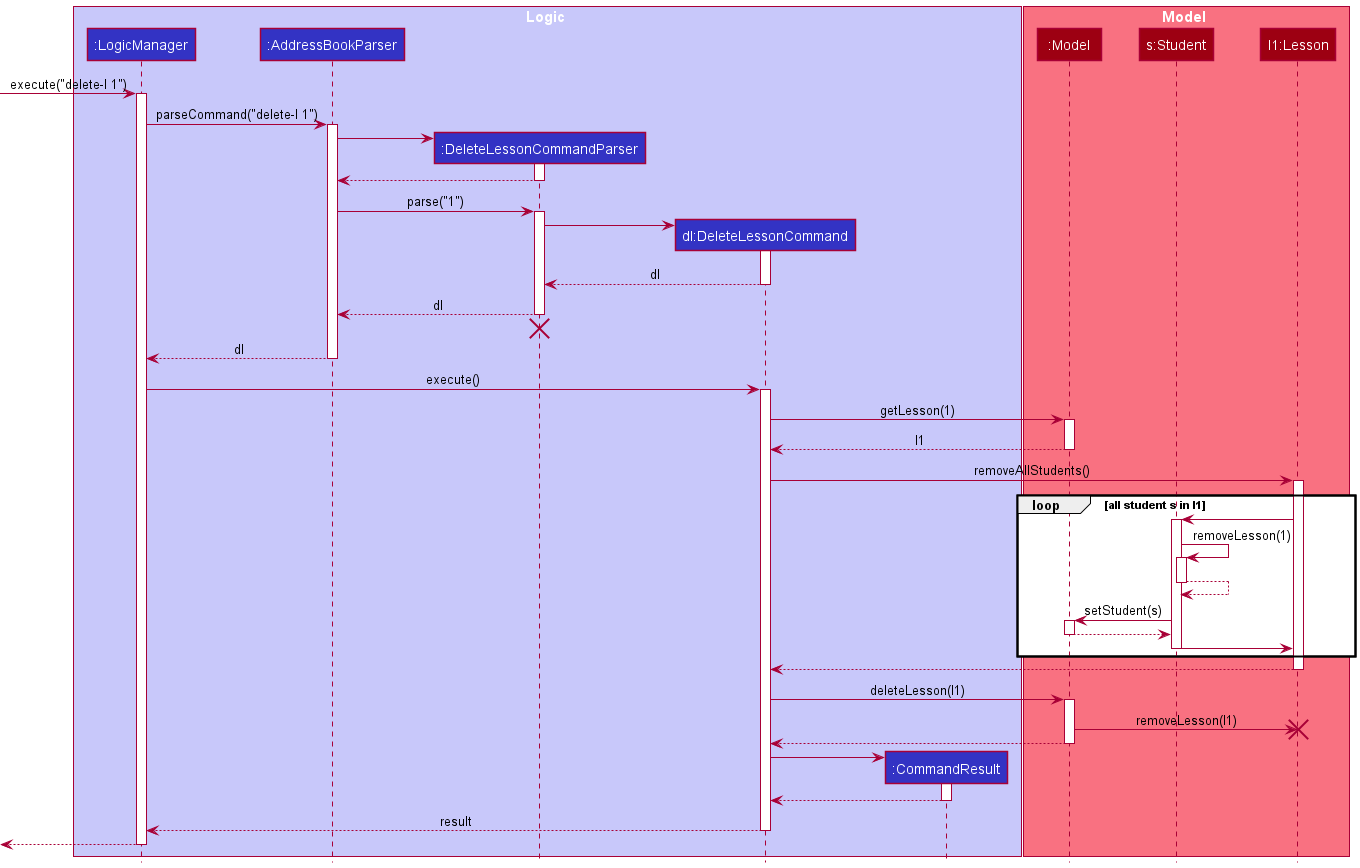 Logic
Model
:LogicManager
:AddressBookParser
:Model
s:Student
l1:Lesson
execute("delete-l 1")
parseCommand("delete-l 1")
:DeleteLessonCommandParser
parse("1")
dl:DeleteLessonCommand
dl
dl
dl
execute()
getLesson(1)
l1
removeAllStudents()
loop
[all student s in l1]
removeLesson(1)
setStudent(s)
deleteLesson(l1)
removeLesson(l1)
:CommandResult
result